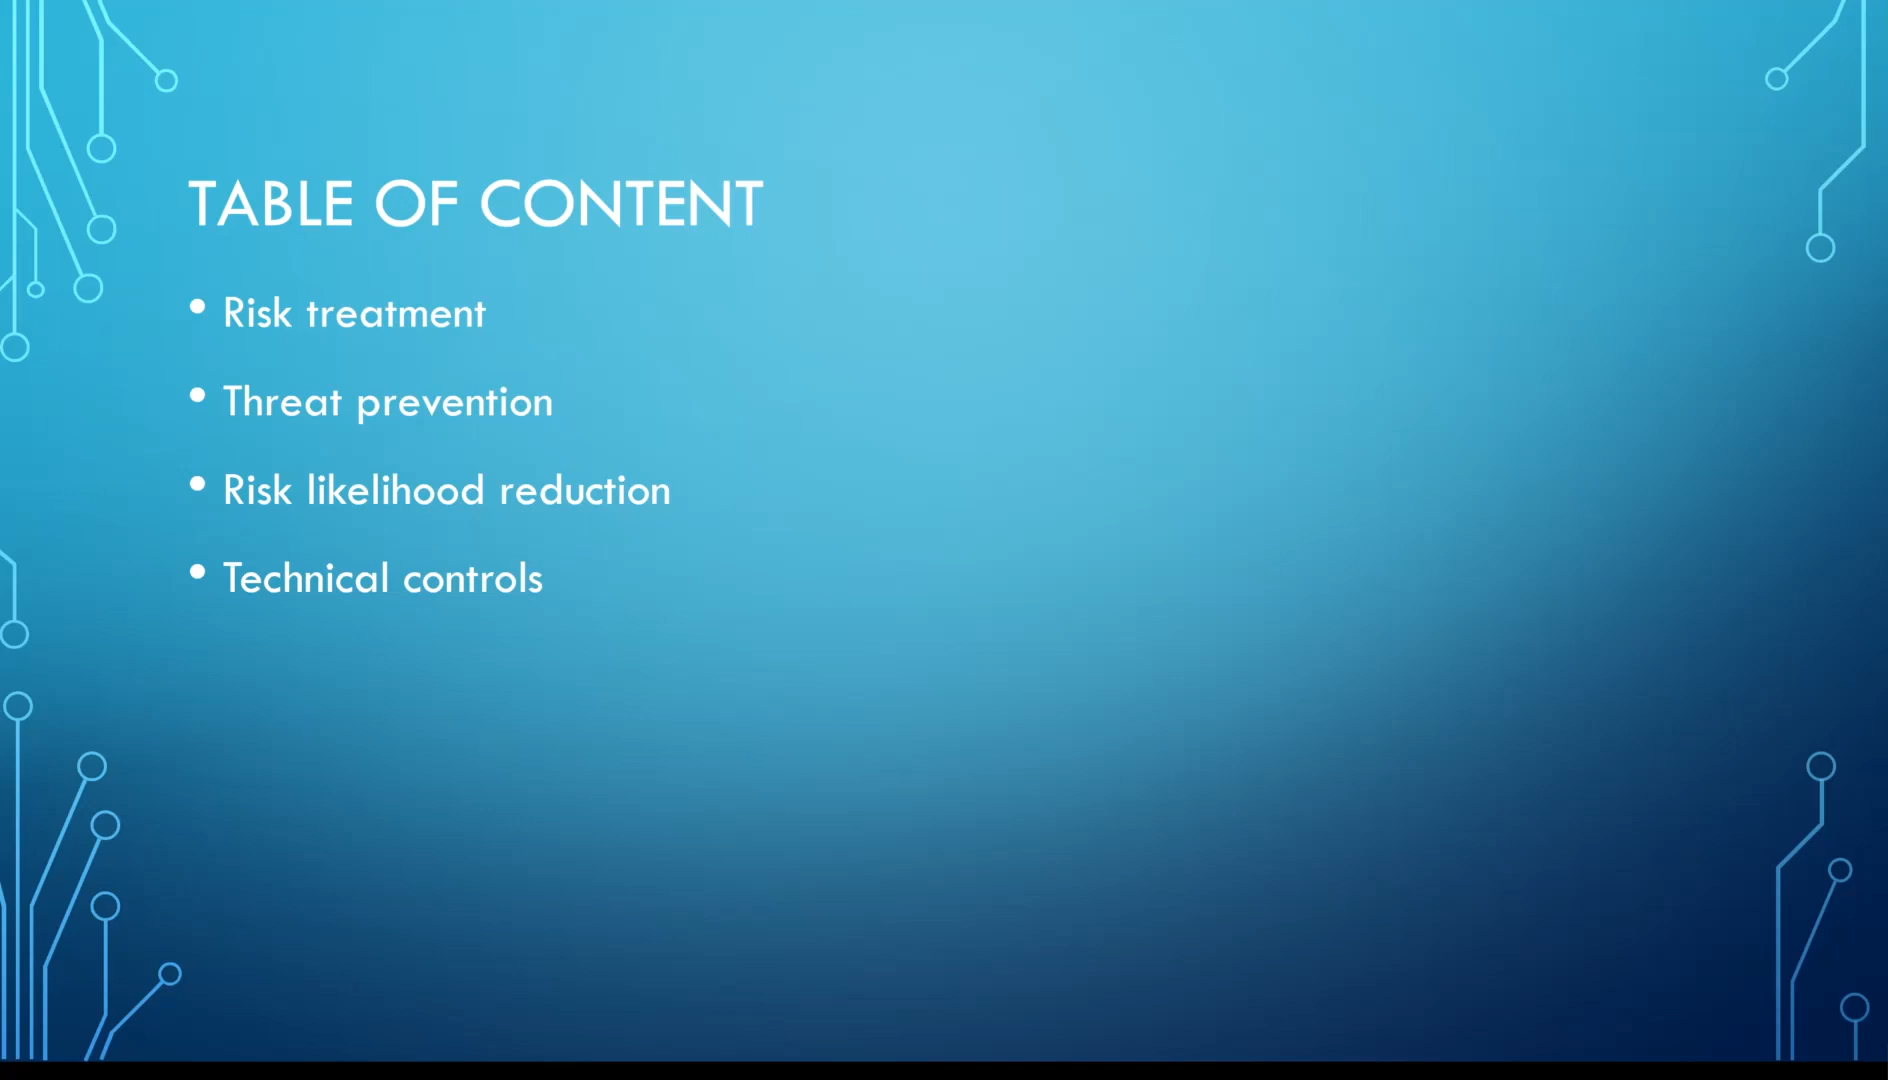 TABLE OF CONTENT
• Risk treatment
• Threat prevention
• Risk likelihood reduction
• Technical controls